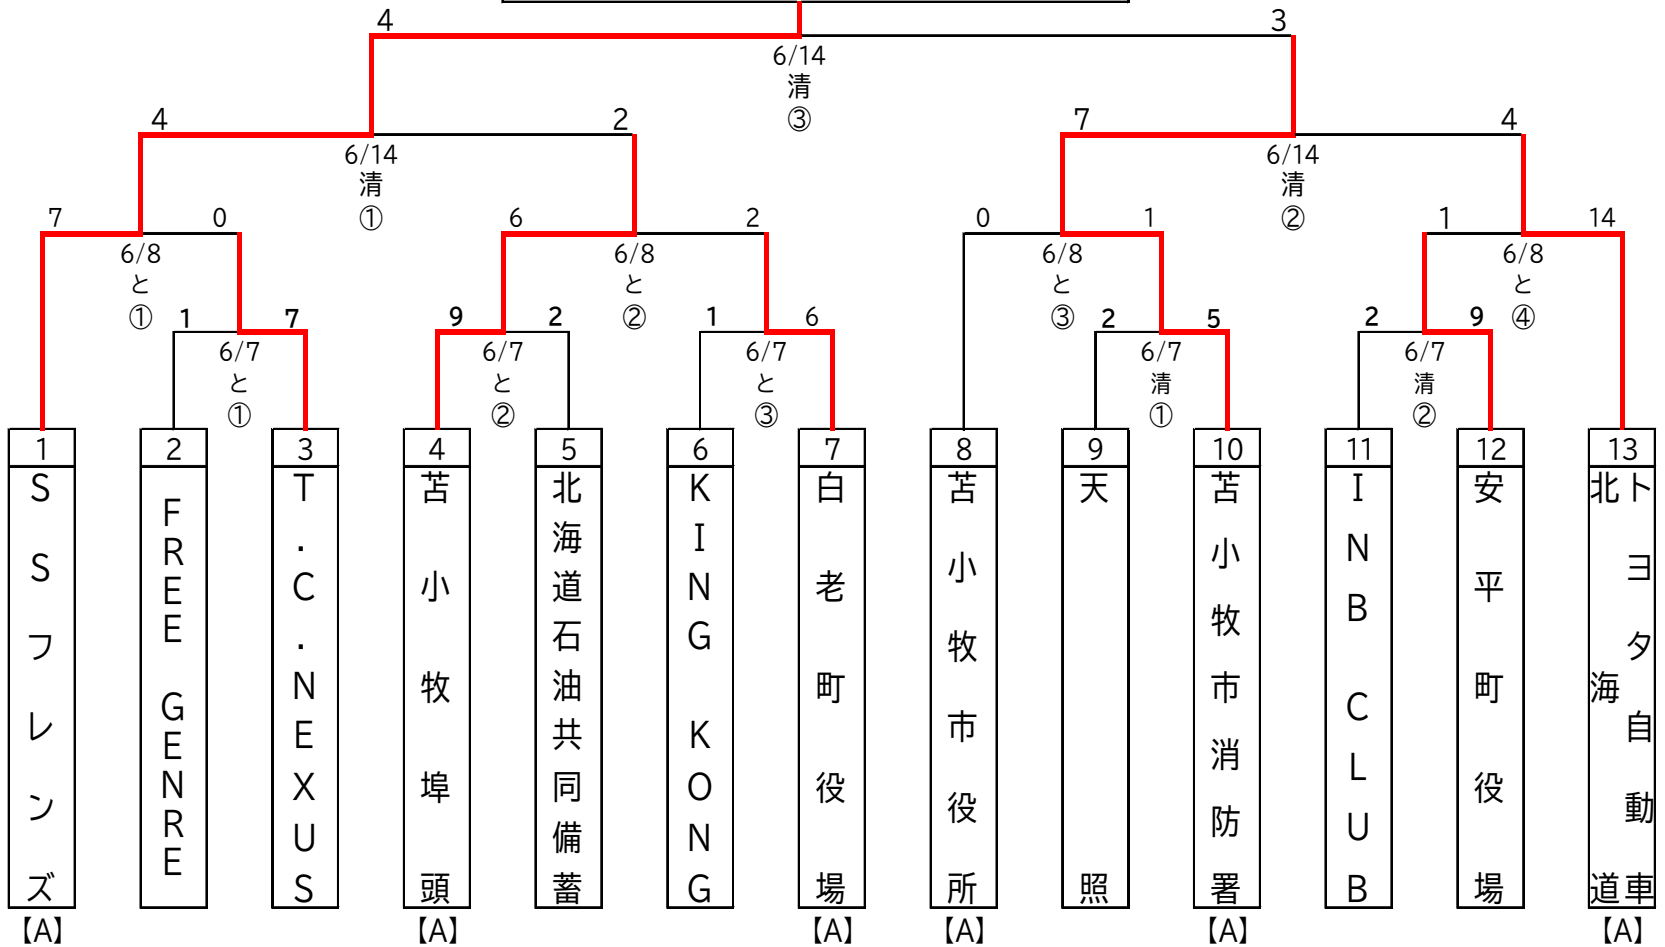 4 3
6/14
清
③
4 2 7 4
6/14 6/14
清 清
① ②
7 0 6 2 0 1 1 14
6/8 6/8 6/8 6/8
と と と と
① ② ③ ④
1 7 9 2 1 6 2 5 2 9
6/7 6/7 6/7 6/7 6/7
と と と 清 清
① ② ③ ① ②
1 2 3 4 5 6 7 8 9 10 11 12 13
SSフレンズ
FREE GENRE
T.C.NEXUS
苫小牧埠頭
北海道石油共同備蓄
KING KONG
白老町役場
苫小牧市役所
天照
苫小牧市消防署
INB CLUB
安平町役場
トヨタ自動車
北海道
【A】 【A】 【A】 【A】 【A】 【A】